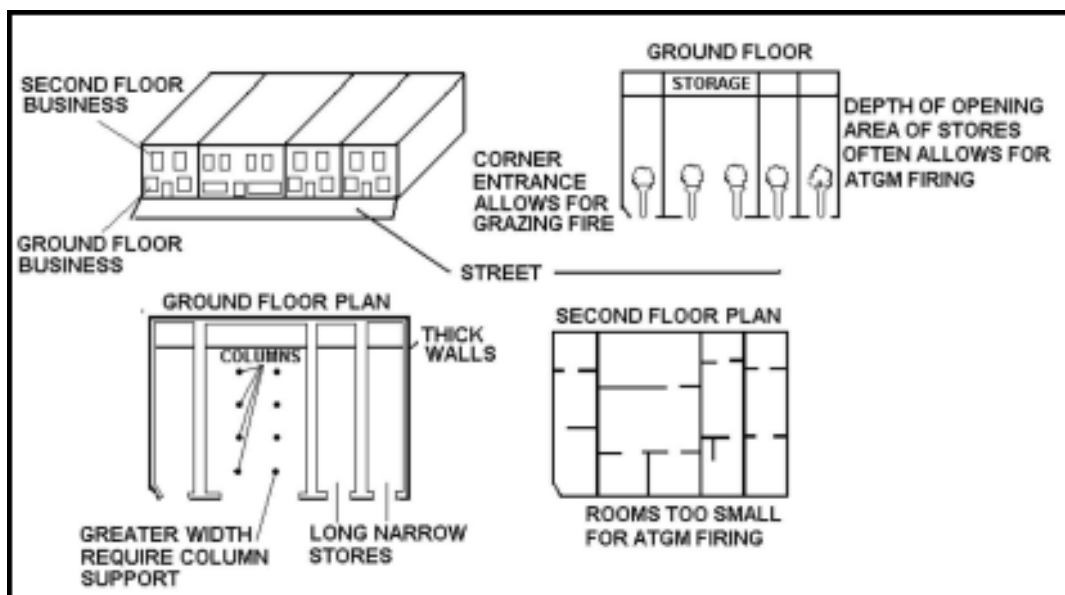 SECOND FLOOR
BUSINESS
GROUND FLOOR
BUSINESS
GROUND FLOOR
STORAGE
DEPTH OF OPENING
AREA OF STORES
OFTEN ALLOWS FOR
ATGM FIRING
CORNER
ENTRANCE
ALLOWS FOR
GRAZING FIRE
STREET
GROUND FLOOR PLAN
THICK
WALLS
COLUMNS
GREATER WIDTH
REQUIRE COLUMN
SUPPORT
LONG NARROW
STORES
SECOND FLOOR PLAN
ROOMS TOO SMALL
FOR ATGM FIRING